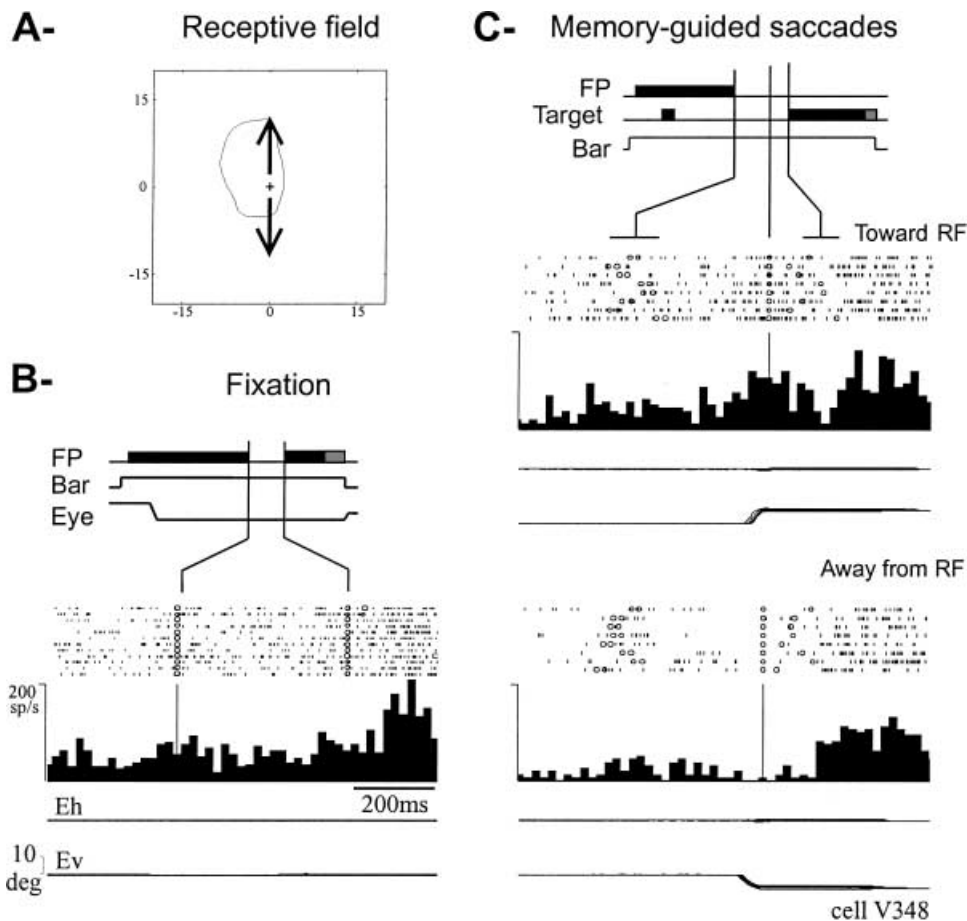 A- Receptive field
15
0
-15
-15 0 15
B- Fixation
FP
Bar
Eye
200
sp/s
200ms
Eh
10
deg
Ev
C- Memory-guided saccades
FP
Target
Bar
Toward RF
Away from RF
cell V348